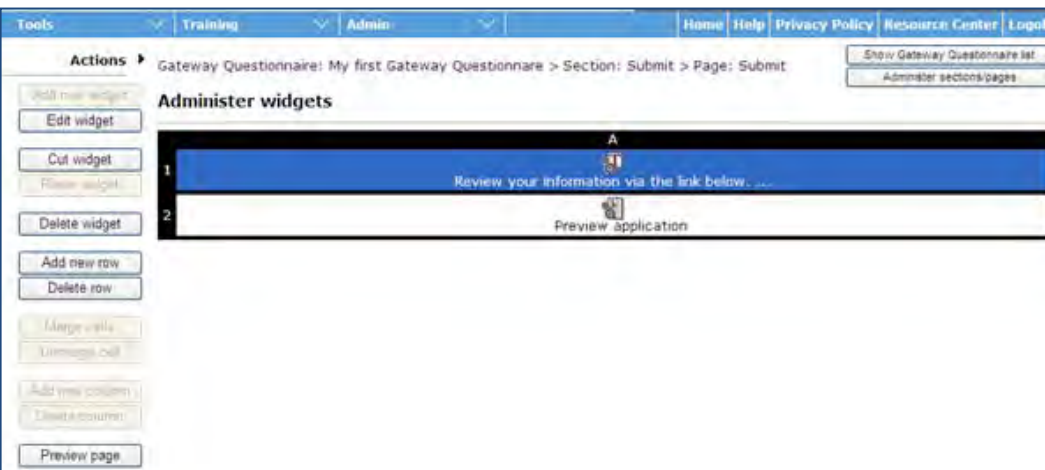 Tools Training Admin Home Help Privacy Policy Resource Center Logo
Actions
Gateway Questionnaire: My first Gateway Questionnare > Section: Submit > Page: Submit
Show Gateway Questionnaire list
Administer sections/pages
Add new widget
Administer widgets
Edit widget
A
Cut widget
1
Review your information via the link below. ...
Paste widget
2
Delete widget
Preview application
Add new row
Delete row
Merge cells
Unmerge cell
Add new column
Delete column
Preview page